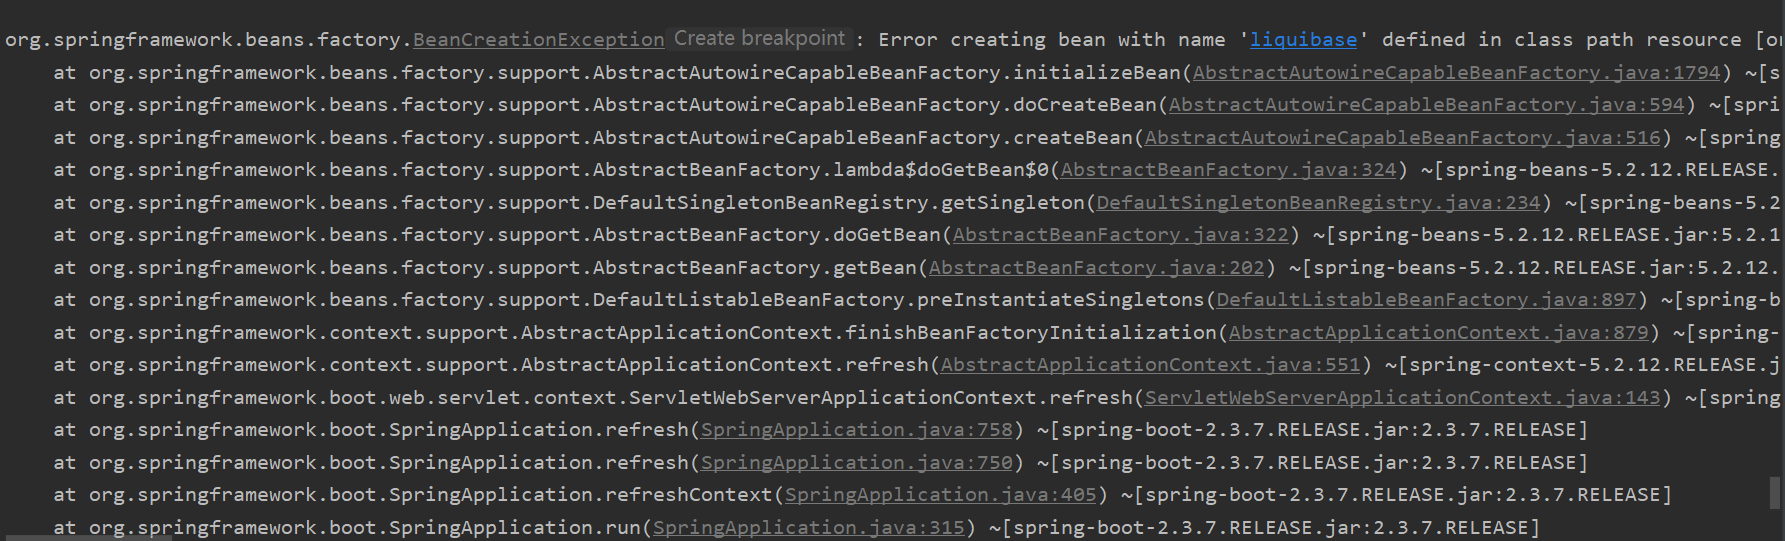 org.springframework.beans.factory.BeanCreationException Create breakpoint : Error creating bean with name 'liquibase' defined in class path resource [or
at org.springframework.beans.factory.support.AbstractAutowireCapableBeanFactory.initializeBean(AbstractAutowireCapableBeanFactory.java:1794) ~[s
at org.springframework.beans.factory.support.AbstractAutowireCapableBeanFactory.doCreateBean(AbstractAutowireCapableBeanFactory.java:594) ~[spri
at org.springframework.beans.factory.support.AbstractAutowireCapableBeanFactory.createBean(AbstractAutowireCapableBeanFactory.java:516) ~[spring
at org.springframework.beans.factory.support.AbstractBeanFactory.lambda$doGetBean$0(AbstractBeanFactory.java:324) ~[spring-beans-5.2.12.RELEASE.
at org.springframework.beans.factory.support.DefaultSingletonBeanRegistry.getSingleton(DefaultSingletonBeanRegistry.java:234) ~[spring-beans-5.2
at org.springframework.beans.factory.support.AbstractBeanFactory.doGetBean(AbstractBeanFactory.java:322) ~[spring-beans-5.2.12.RELEASE.jar:5.2.1
at org.springframework.beans.factory.support.AbstractBeanFactory.getBean(AbstractBeanFactory.java:202) ~[spring-beans-5.2.12.RELEASE.jar:5.2.12.
at org.springframework.beans.factory.support.DefaultListableBeanFactory.preInstantiateSingletons(DefaultListableBeanFactory.java:897) ~[spring-b
at org.springframework.context.support.AbstractApplicationContext.finishBeanFactoryInitialization(AbstractApplicationContext.java:879) ~[spring-
at org.springframework.context.support.AbstractApplicationContext.refresh(AbstractApplicationContext.java:551) ~[spring-context-5.2.12.RELEASE.j
at org.springframework.boot.web.servlet.context.ServletWebServerApplicationContext.refresh(ServletWebServerApplicationContext.java:143) ~[spring
at org.springframework.boot.SpringApplication.refresh(SpringApplication.java:758) ~[spring-boot-2.3.7.RELEASE.jar:2.3.7.RELEASE]
at org.springframework.boot.SpringApplication.refresh(SpringApplication.java:750) ~[spring-boot-2.3.7.RELEASE.jar:2.3.7.RELEASE]
at org.springframework.boot.SpringApplication.refreshContext(SpringApplication.java:405) ~[spring-boot-2.3.7.RELEASE.jar:2.3.7.RELEASE]
at org.springframework.boot.SpringApplication.run(SpringApplication.java:315) ~[spring-boot-2.3.7.RELEASE.jar:2.3.7.RELEASE]